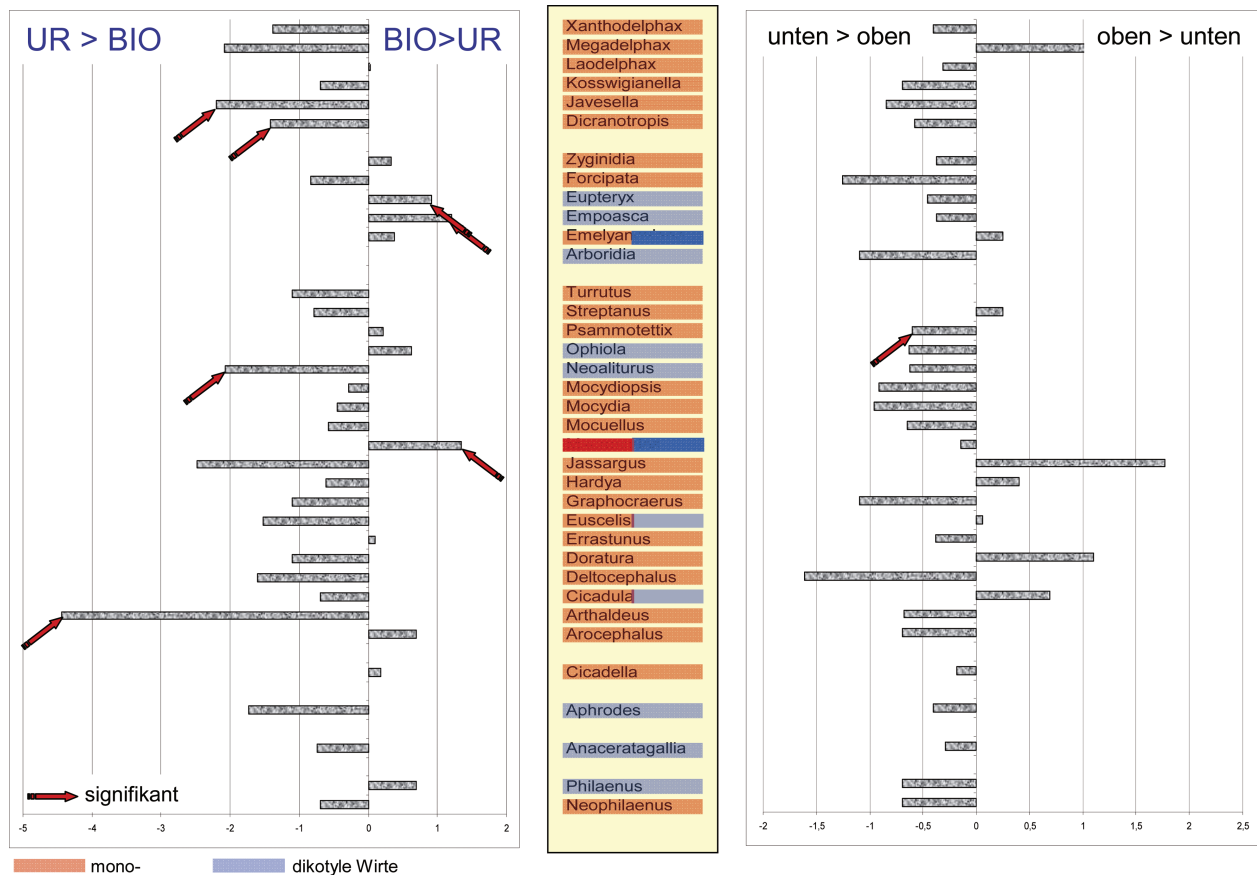 UR > BIO
BIO>UR
signifikant
-5
-4
-3
-2
-1
0
1
2
Xanthodelphax
Megadelphax
Laodelphax
Kosswigianella
Javesella
Dicranotropis
Zyginidia
Forcipata
Eupteryx
Empoasca
Arboridia
Turrutus
Streptanus
Psammotettix
Ophiola
Neoaliturus
Mocydiopsis
Mocydia
Mocuellus
Jassargus
Hardya
Graphocraerus
Euscelis
Errastunus
Doratura
Deltocephalus
Cicadula
Arthaldeus
Arocephalus
Cicadella
Aphrodes
Anaceratagallia
Philaenus
Neophilaenus
unten > oben
oben > unten
-2
-1,5
-1
-0,5
0
0,5
1
1,5
2
2,5
mono-
dikotyle Wirte